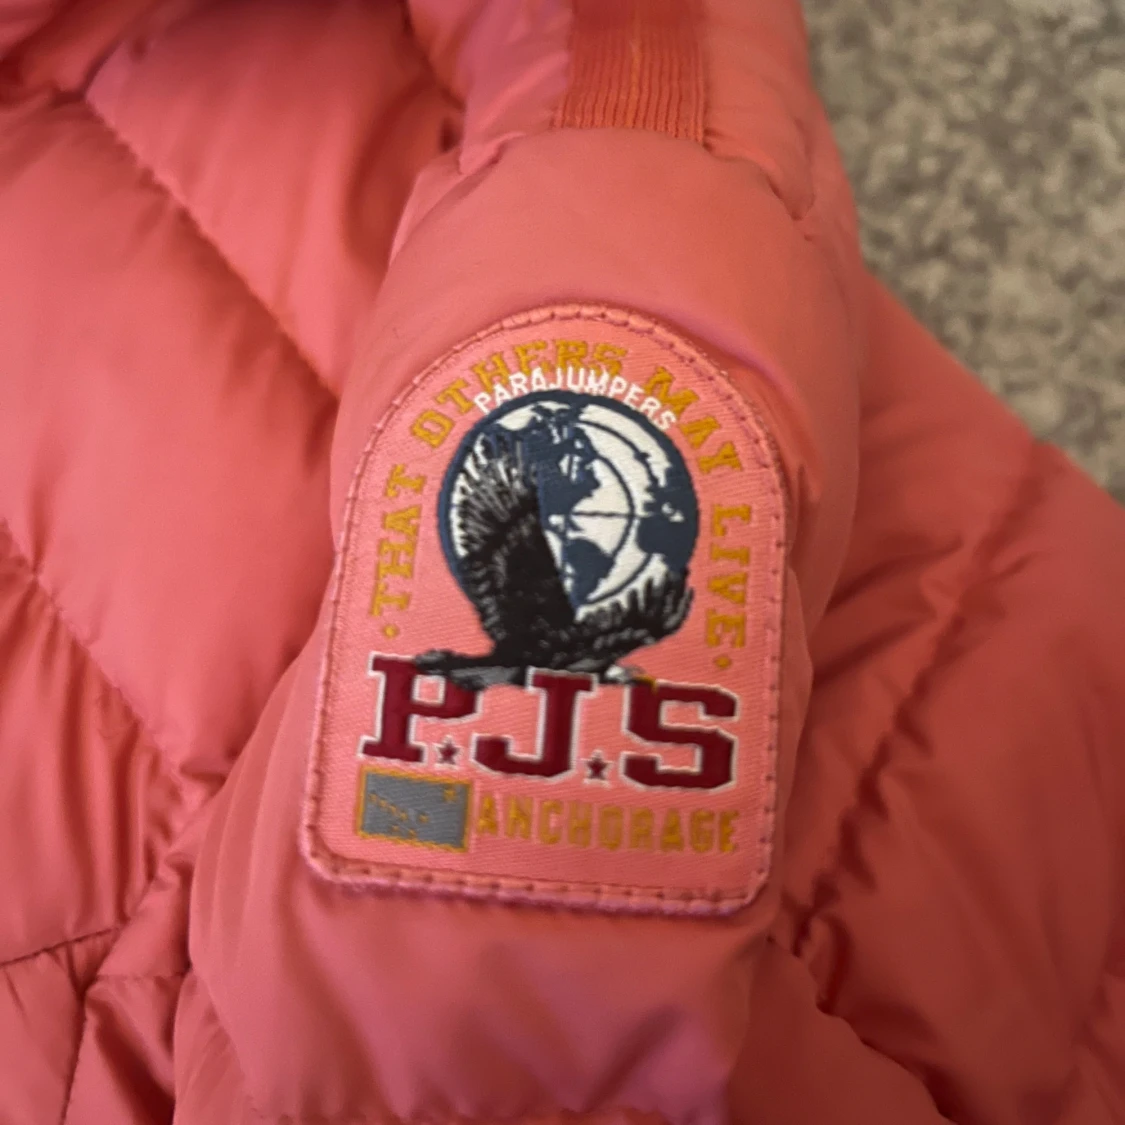 ·THAT OTHERS MAY LIVE·
PARAJUMPERS
P.J.S
ANCHORAGE